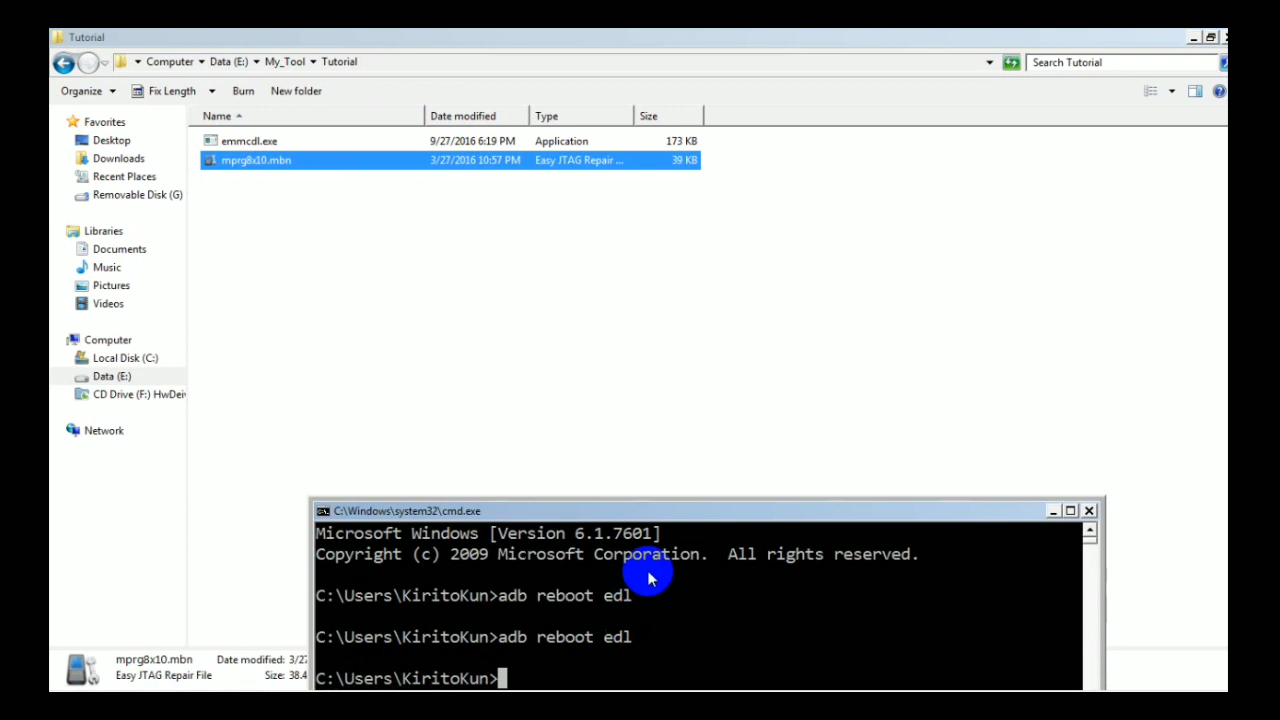 Tutorial
Computer Data (E:) My_Tool Tutorial
Search Tutorial
Organize Fix Length Burn New folder
Name Date modified Type Size
Favorites
Desktop
Downloads
Recent Places
Removable Disk (G)
Libraries
Documents
Music
Pictures
Videos
Computer
Local Disk (C:)
Data (E:)
CD Drive (F:) HwDei
Network
emmcdl.exe 9/27/2016 6:19 PM Application 173 KB
mprg8x10.mbn 3/27/2016 10:57 PM Easy JTAG Repair ... 39 KB
C:\Windows\system32\cmd.exe
Microsoft Windows [Version 6.1.7601]
Copyright (c) 2009 Microsoft Corporation. All rights reserved.
C:\Users\KiritoKun>adb reboot edl
C:\Users\KiritoKun>adb reboot edl
C:\Users\KiritoKun>
mprg8x10.mbn Date modified: 3/27
Easy JTAG Repair File Size: 38.4